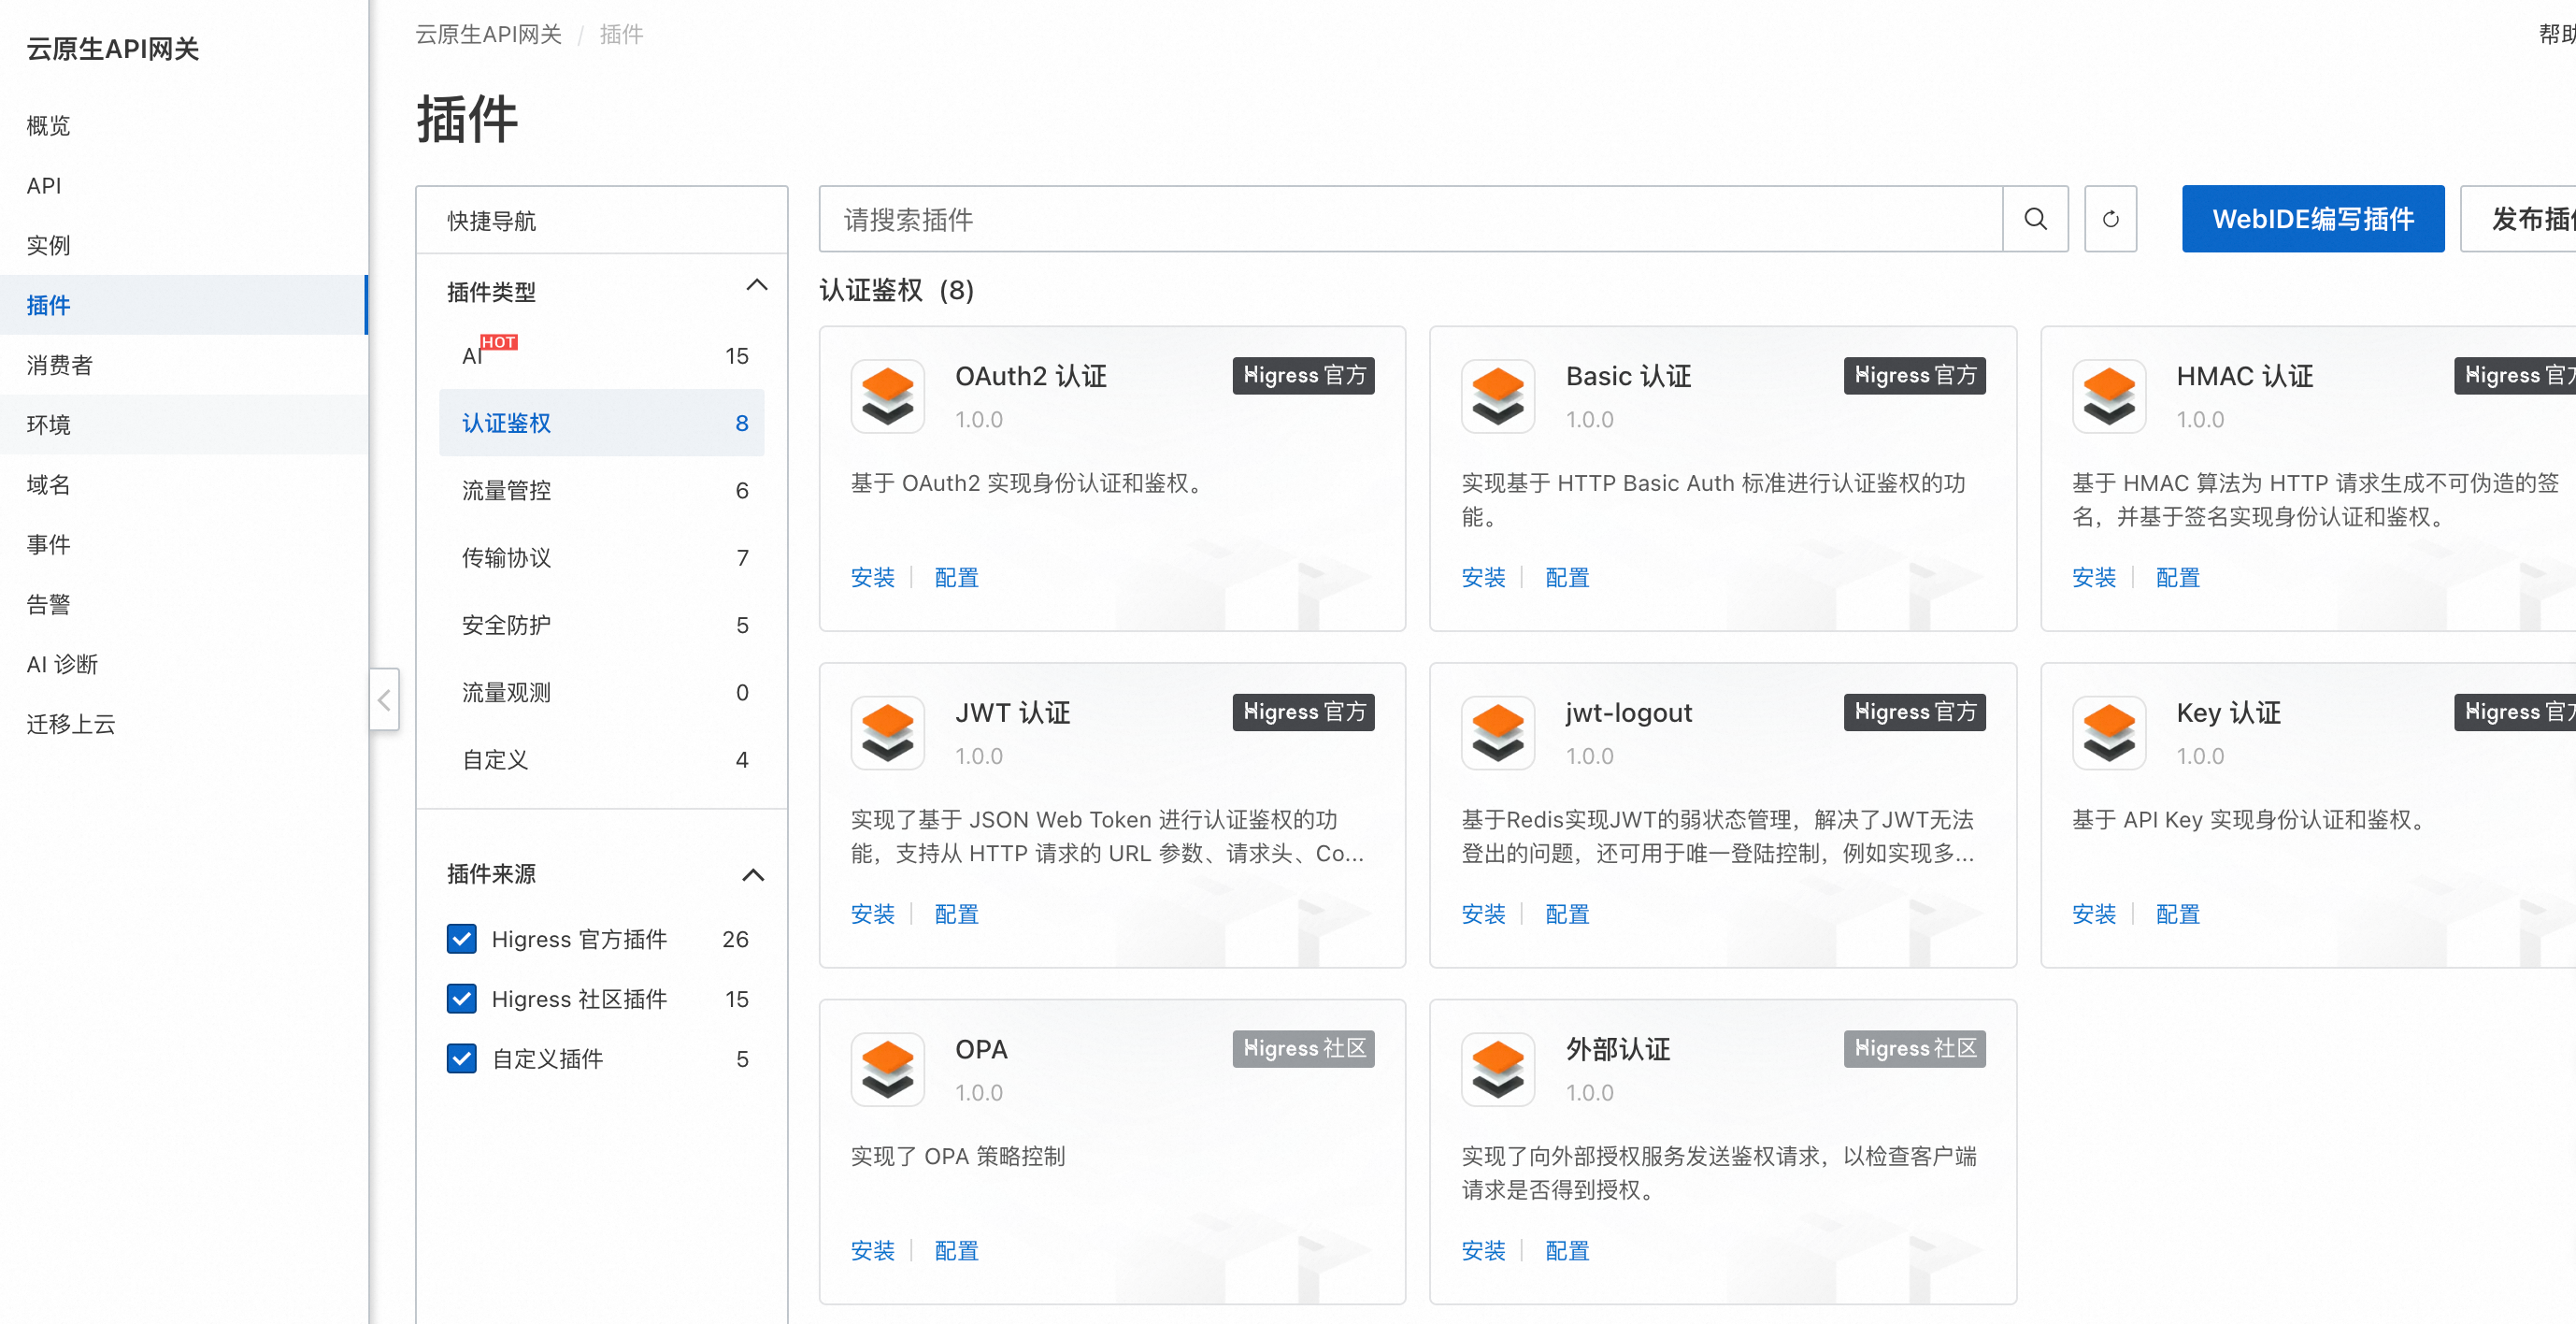 云原生API网关
概览
API
实例
插件
消费者
环境
域名
事件
告警
AI 诊断
迁移上云
云原生API网关 / 插件
帮助
插件
快捷导航
插件类型
AI HOT 15
认证鉴权 8
流量管控 6
传输协议 7
安全防护 5
流量观测 0
自定义 4
插件来源
Higress 官方插件 26
Higress 社区插件 15
自定义插件 5
请搜索插件
WebIDE编写插件
发布插件
认证鉴权 (8)
OAuth2 认证
Higress 官方
1.0.0
基于 OAuth2 实现身份认证和鉴权。
安装 配置
Basic 认证
Higress 官方
1.0.0
实现基于 HTTP Basic Auth 标准进行认证鉴权的功
能。
安装 配置
HMAC 认证
Higress 官方
1.0.0
基于 HMAC 算法为 HTTP 请求生成不可伪造的签
名，并基于签名实现身份认证和鉴权。
安装 配置
JWT 认证
Higress 官方
1.0.0
实现了基于 JSON Web Token 进行认证鉴权的功
能，支持从 HTTP 请求的 URL 参数、请求头、Co...
安装 配置
jwt-logout
Higress 官方
1.0.0
基于Redis实现JWT的弱状态管理，解决了JWT无法
登出的问题，还可用于唯一登陆控制，例如实现多...
安装 配置
Key 认证
Higress 官方
1.0.0
基于 API Key 实现身份认证和鉴权。
安装 配置
OPA
Higress 社区
1.0.0
实现了 OPA 策略控制
安装 配置
外部认证
Higress 社区
1.0.0
实现了向外部授权服务发送鉴权请求，以检查客户端
请求是否得到授权。
安装 配置